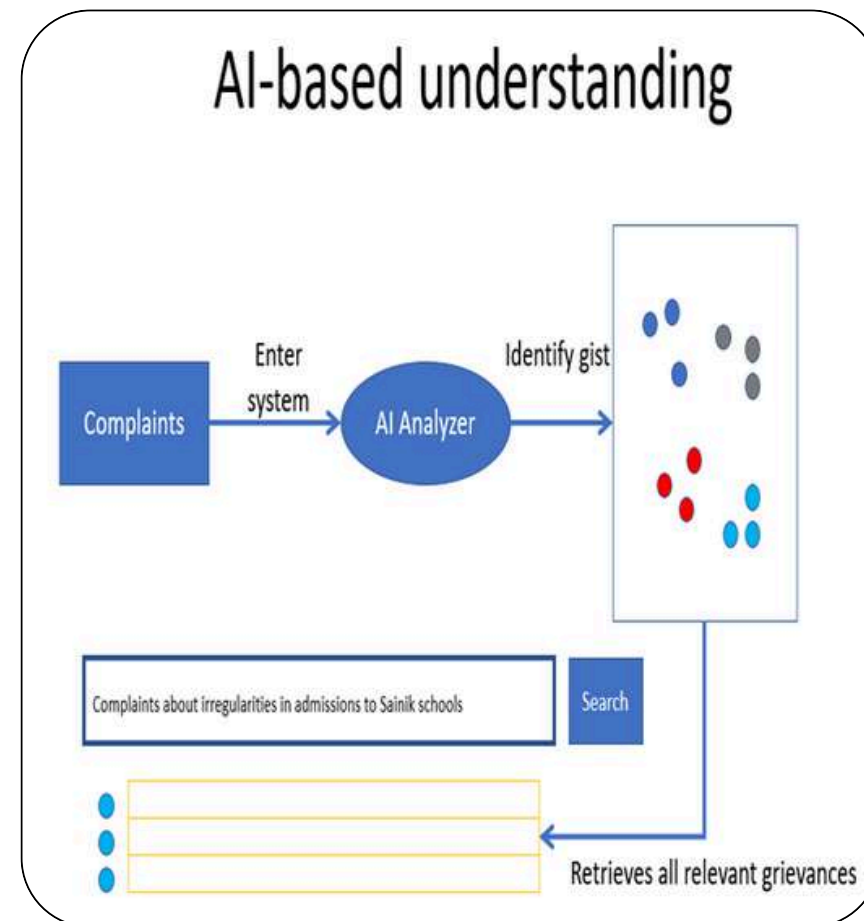 AI-based understanding
Enter
system
Identify gist
Complaints
AI Analyzer
Complaints about irregularities in admissions to Sainik schools
Search
Retrieves all relevant grievances